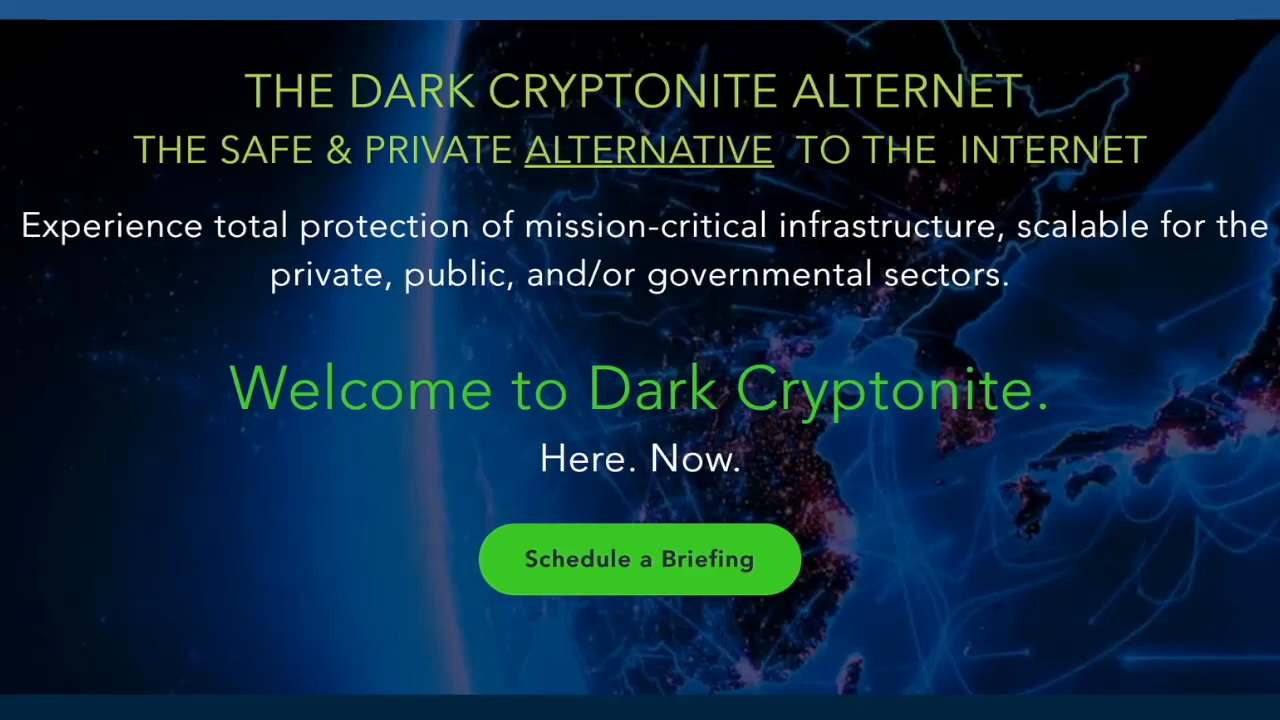 THE DARK CRYPTONITE ALTERNET
THE SAFE & PRIVATE ALTERNATIVE TO THE INTERNET
Experience total protection of mission-critical infrastructure, scalable for the
private, public, and/or governmental sectors.
Welcome to Dark Cryptonite.
Here. Now.
Schedule a Briefing